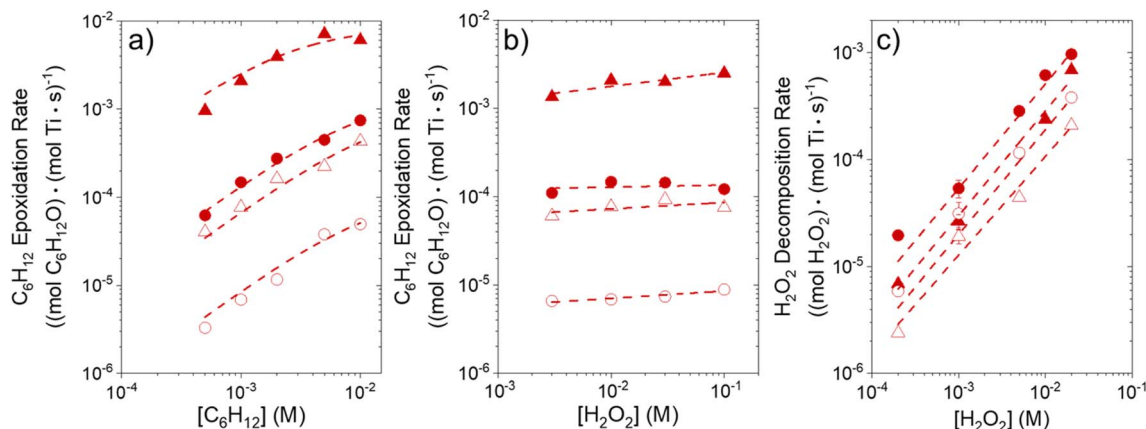 a)
C₆H₁₂ Epoxidation Rate
((mol C₆H₁₂O) · (mol Ti · s)⁻¹)
10⁻²
10⁻³
10⁻⁴
10⁻⁵
10⁻⁶
10⁻⁴
10⁻³
10⁻²
[C₆H₁₂] (M)
b)
C₆H₁₂ Epoxidation Rate
((mol C₆H₁₂O) · (mol Ti · s)⁻¹)
10⁻²
10⁻³
10⁻⁴
10⁻⁵
10⁻⁶
10⁻²
10⁻¹
[H₂O₂] (M)
c)
H₂O₂ Decomposition Rate
((mol H₂O₂) · (mol Ti · s)⁻¹)
10⁻³
10⁻⁴
10⁻⁵
10⁻⁶
10⁻⁴
10⁻³
10⁻²
10⁻¹
[H₂O₂] (M)